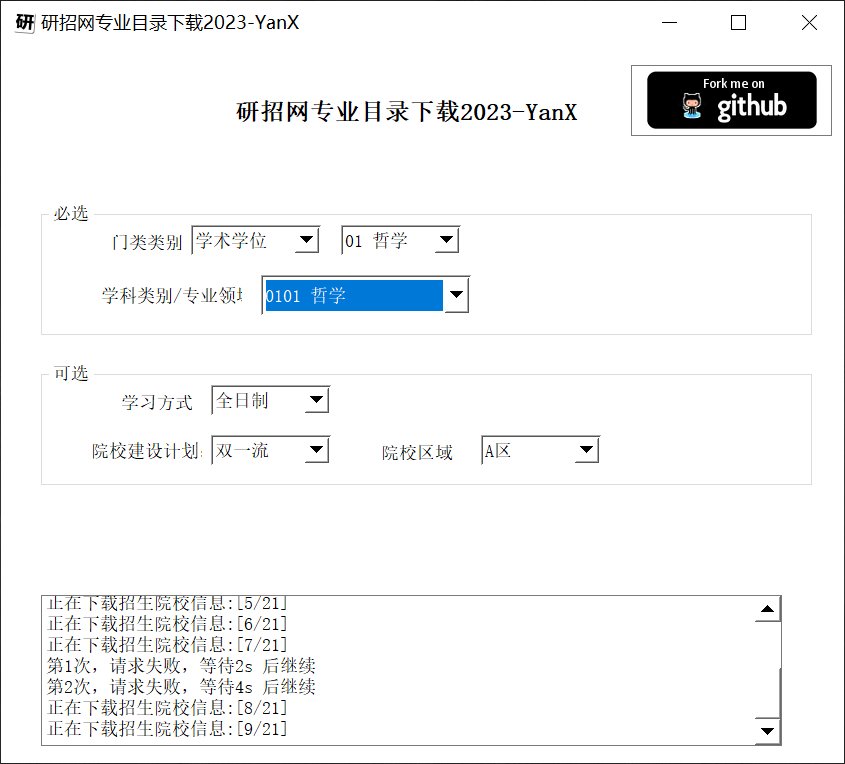 研 研招网专业目录下载2023-YanX
Fork me on
github
研招网专业目录下载2023-YanX
必选
门类类别 学术学位 01 哲学
学科类别/专业领 0101 哲学
可选
学习方式 全日制
院校建设计划 双一流 院校区域 A区
正在下载招生院校信息:[5/21]
正在下载招生院校信息:[6/21]
正在下载招生院校信息:[7/21]
第1次, 请求失败, 等待2s 后继续
第2次, 请求失败, 等待4s 后继续
正在下载招生院校信息:[8/21]
正在下载招生院校信息:[9/21]